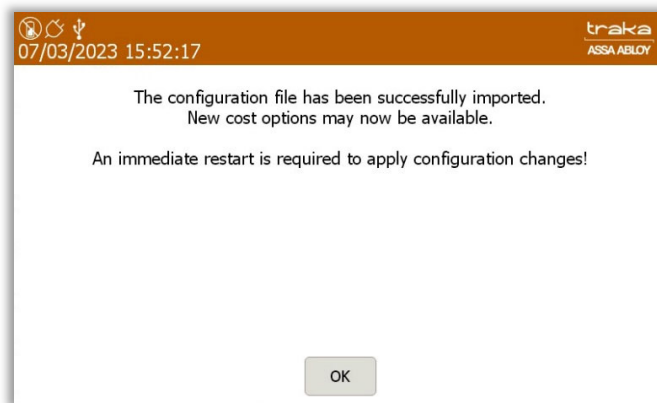 traka
07/03/2023 15:52:17
ASSA ABLOY
The configuration file has been successfully imported.
New cost options may now be available.
An immediate restart is required to apply configuration changes!
OK